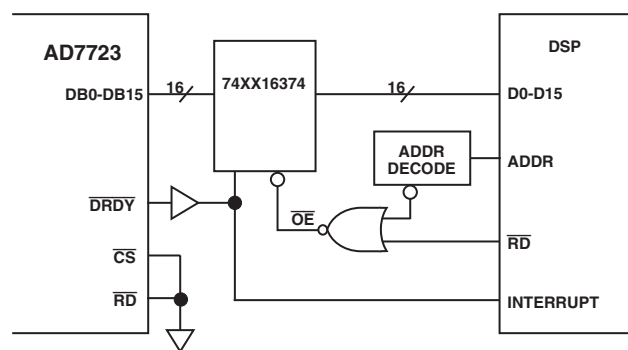 AD7723
DSP
DB0-DB15
16
74XX16374
16
D0-D15
ADDR
DECODE
ADDR
DRDY
OE
RD
CS
RD
INTERRUPT